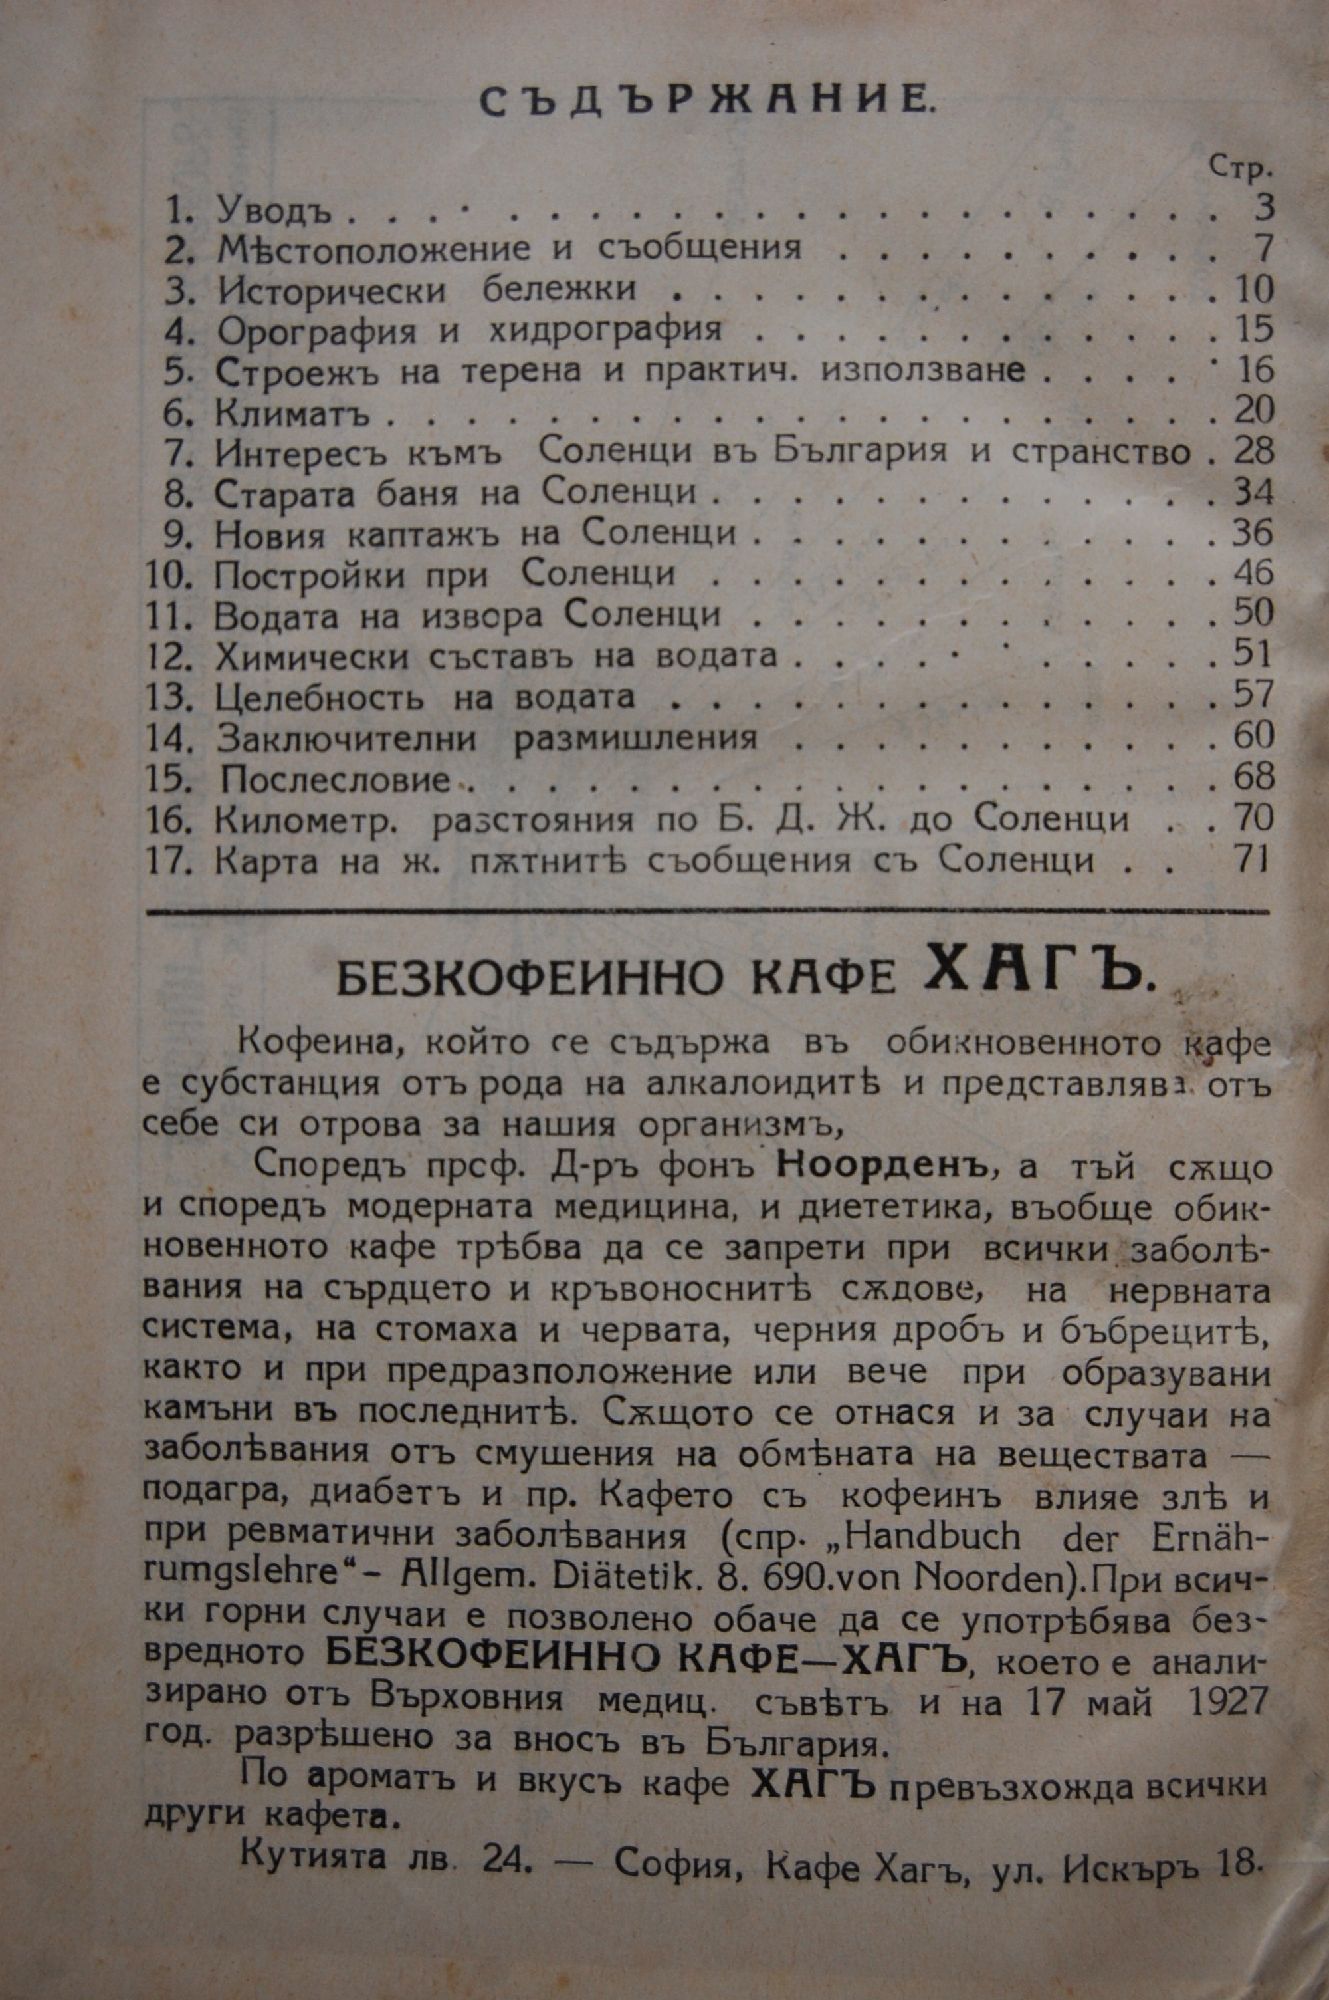 СЪДЪРЖАНИЕ.
Стр.
1. Уводъ . . . . . . . . . . . . . . . . . . . . . 3
2. Мѣстоположение и съобщения . . . . . . . . . . 7
3. Исторически бележки . . . . . . . . . . . . . . 10
4. Орография и хидрография . . . . . . . . . . . . 15
5. Строежъ на терена и практич. използване . . . . . 16
6. Климатъ . . . . . . . . . . . . . . . . . . . . . 20
7. Интересъ къмъ Соленци въ България и странство . 28
8. Старата баня на Соленци . . . . . . . . . . . . . 34
9. Новия каптажъ на Соленци . . . . . . . . . . . . 36
10. Постройки при Соленци . . . . . . . . . . . . . 46
11. Водата на извора Соленци . . . . . . . . . . . . 50
12. Химически съставъ на водата . . . . . . . . . . . 51
13. Целебность на водата . . . . . . . . . . . . . . 57
14. Заключителни размишления . . . . . . . . . . . 60
15. Послесловие . . . . . . . . . . . . . . . . . . . 68
16. Километр. разстояния по Б. Д. Ж. до Соленци . . 70
17. Карта на ж. пѫтнитѣ съобщения съ Соленци . . 71
БЕЗКОФЕИННО КАФЕ ХАГЪ.
Кофеина, който се съдържа въ обикновенното кафе
е субстанция отъ рода на алкалоидитѣ и представлява отъ
себе си отрова за нашия организмъ,
Споредъ прсф. Д-ръ фонъ Ноорденъ, а тъй сѫщо
и споредъ модерната медицина, и диететика, въобще обик-
новенното кафе трѣбва да се запрети при всички заболѣ-
вания на сърдцето и кръвоноснитѣ сѫдове, на нервната
система, на стомаха и червата, черния дробъ и бъбрецитѣ,
както и при предразположение или вече при образувани
камъни въ последнитѣ. Сѫщото се отнася и за случаи на
заболѣвания отъ смушения на обмѣната на веществата —
подагра, диабетъ и пр. Кафето съ кофеинъ влияе злѣ и
при ревматични заболѣвания (спр. „Handbuch der Ernäh-
rumgslehre“- Allgem. Diätetik. 8. 690.von Noorden).При всич-
ки горни случаи е позволено обаче да се употрѣбява без-
вредното БЕЗКОФЕИННО КАФЕ—ХАГЪ, което е анали-
зирано отъ Върховния медиц. съвѣтъ и на 17 май 1927
год. разрѣшено за вносъ въ България.
По ароматъ и вкусъ кафе ХАГЪ превъзхожда всички
други кафета.
Кутията лв. 24. — София, Кафе Хагъ, ул. Искъръ 18.